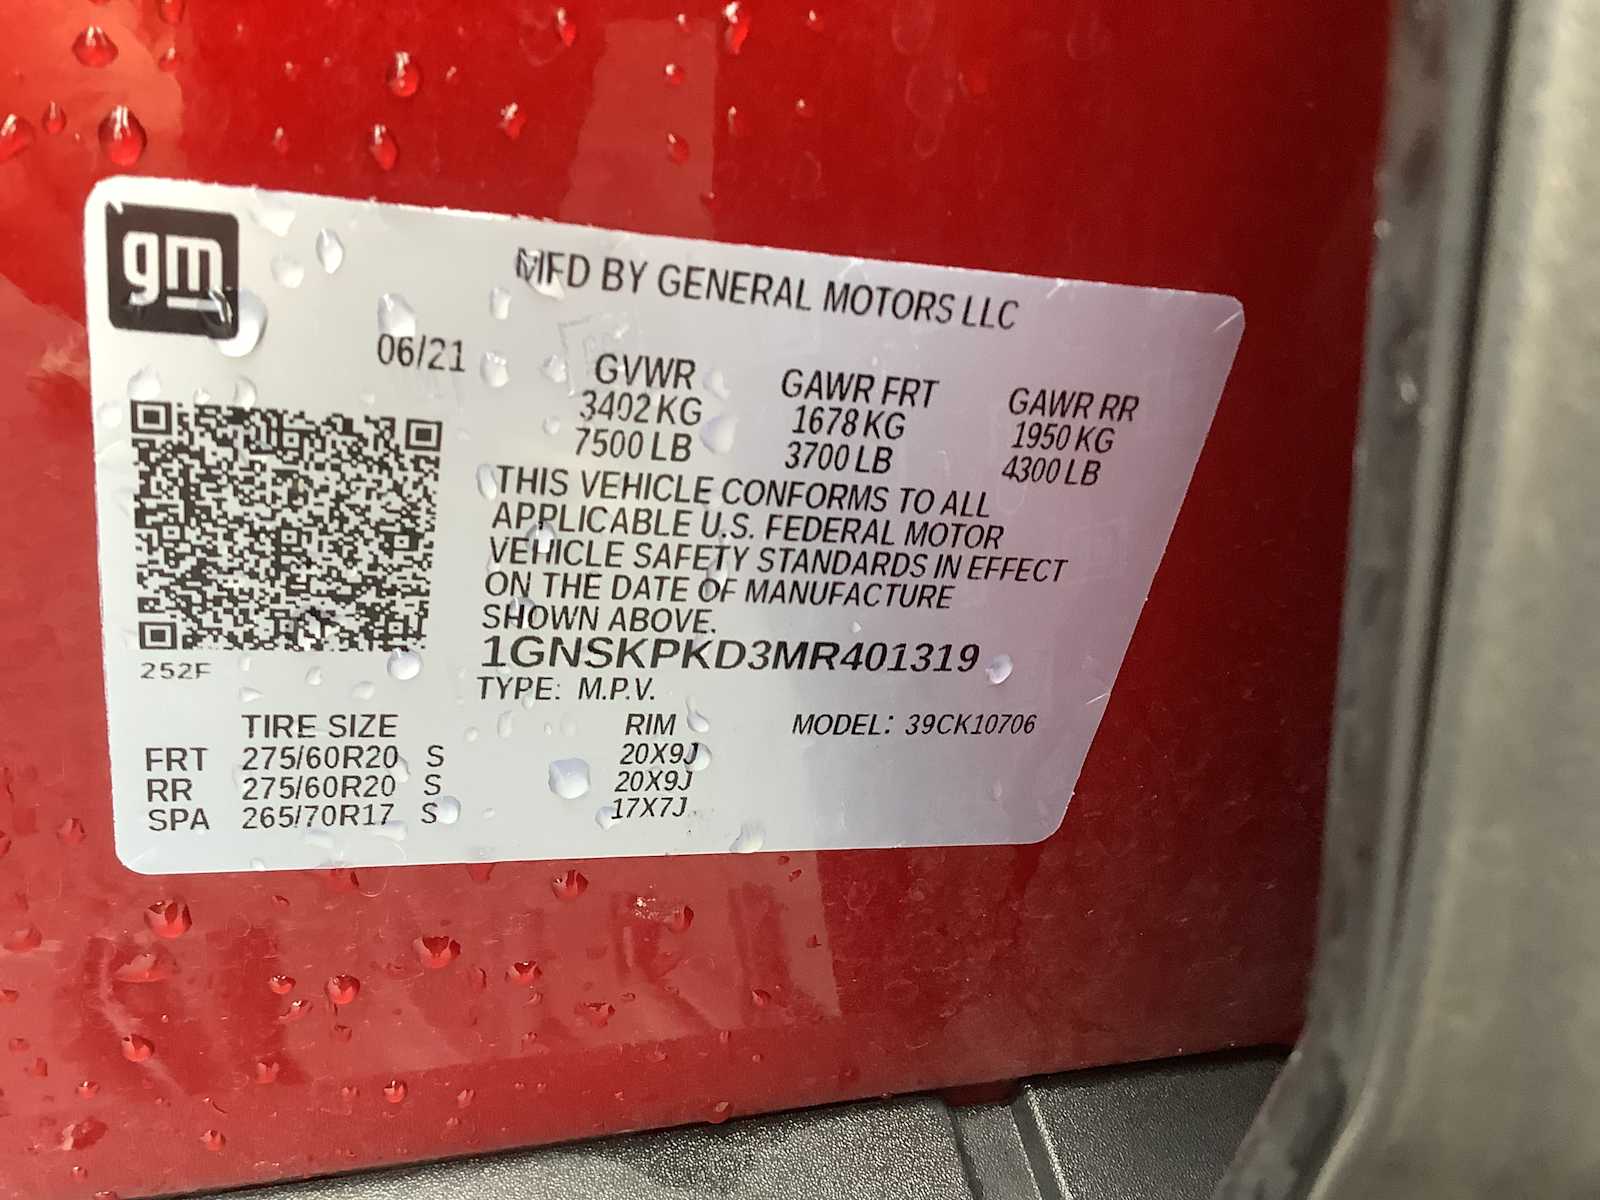 gm
MFD BY GENERAL MOTORS LLC
06/21
GVWR GAWR FRT GAWR RR
3402 KG 1678 KG 1950 KG
7500 LB 3700 LB 4300 LB
THIS VEHICLE CONFORMS TO ALL
APPLICABLE U.S. FEDERAL MOTOR
VEHICLE SAFETY STANDARDS IN EFFECT
ON THE DATE OF MANUFACTURE
SHOWN ABOVE.
1GNSKPKD3MR401319
252F
TYPE: M.P.V.
TIRE SIZE RIM MODEL: 39CK10706
FRT 275/60R20 S 20X9J
RR 275/60R20 S 20X9J
SPA 265/70R17 S 17X7J